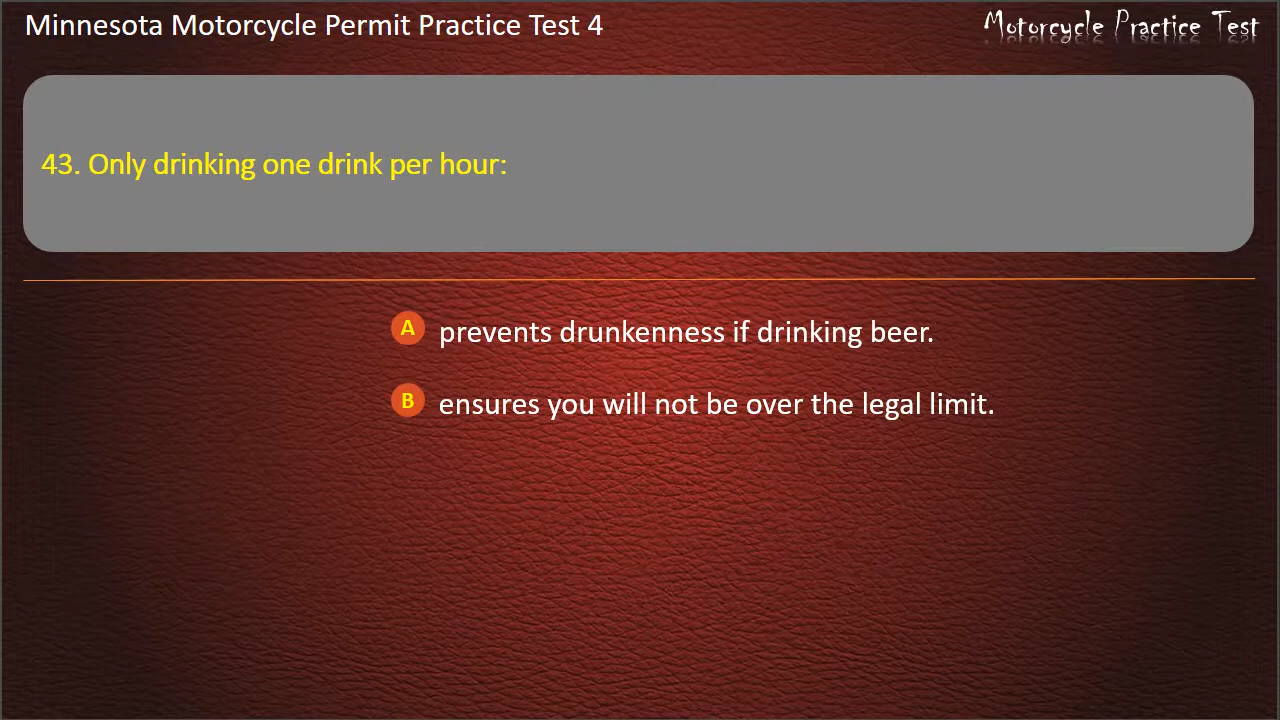 Minnesota Motorcycle Permit Practice Test 4
Motorcycle Practice Test
43. Only drinking one drink per hour:
A prevents drunkenness if drinking beer.
B ensures you will not be over the legal limit.